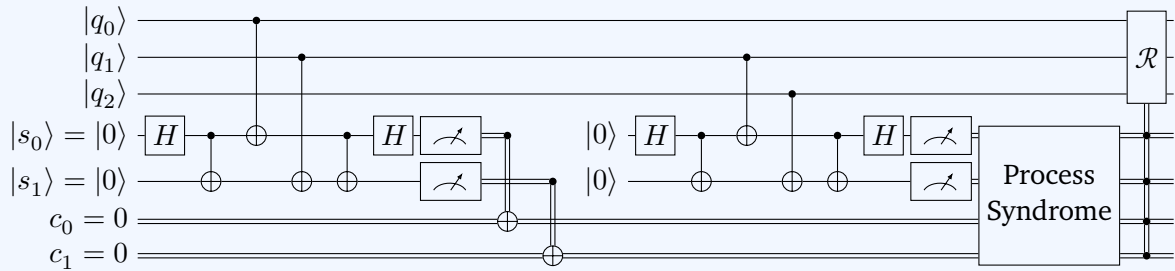 |q₀⟩
|q₁⟩
|q₂⟩
ℛ
|s₀⟩ = |0⟩ H H |0⟩ H H
|s₁⟩ = |0⟩ |0⟩
Process
Syndrome
c₀ = 0
c₁ = 0